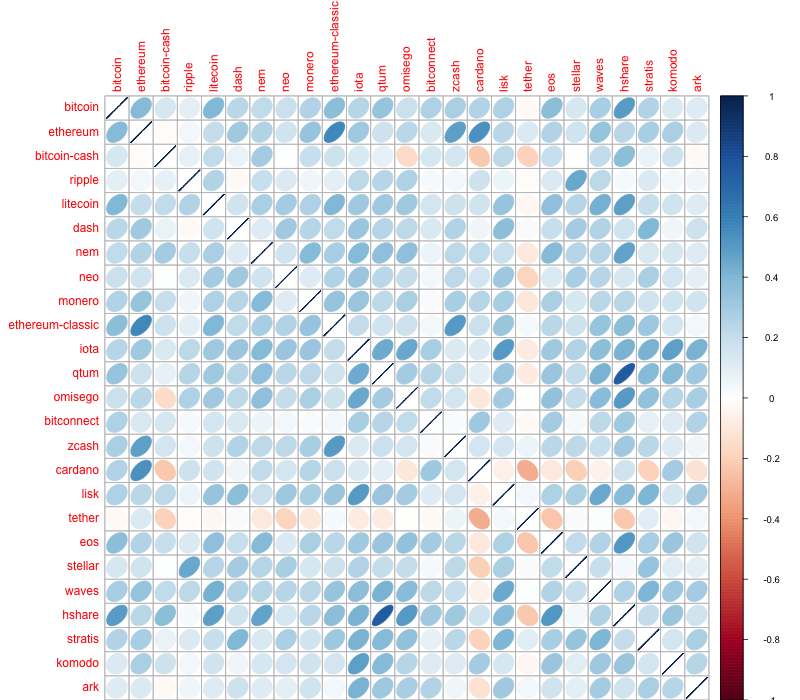 bitcoin
ethereum
bitcoin-cash
ripple
litecoin
dash
nem
neo
monero
ethereum-classic
iota
qtum
omisego
bitconnect
zcash
cardano
lisk
tether
eos
stellar
waves
hshare
stratis
komodo
ark
bitcoin
ethereum
bitcoin-cash
ripple
litecoin
dash
nem
neo
monero
ethereum-classic
iota
qtum
omisego
bitconnect
zcash
cardano
lisk
tether
eos
stellar
waves
hshare
stratis
komodo
ark
1
0.8
0.6
0.4
0.2
0
-0.2
-0.4
-0.6
-0.8